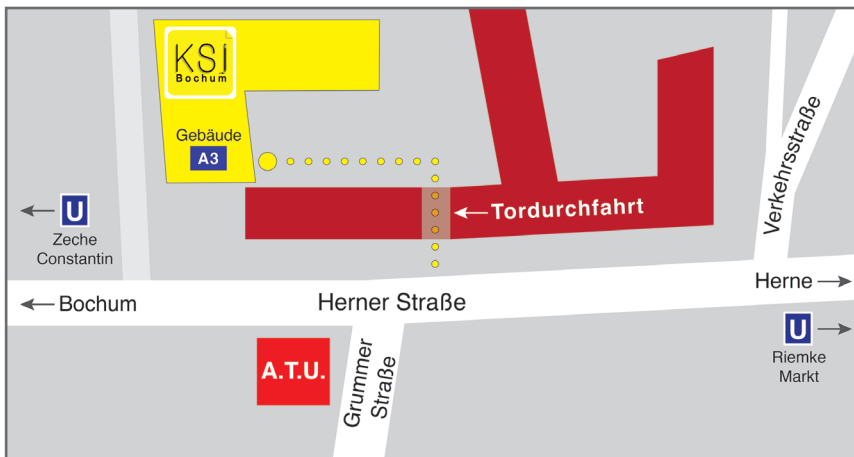 KSI
Bochum
Gebäude
A3
U
Zeche
Constantin
Tordurchfahrt
Verkehrsstraße
Bochum
Herner Straße
Herne
U
Riemke
Markt
A.T.U.
Grummer
Straße